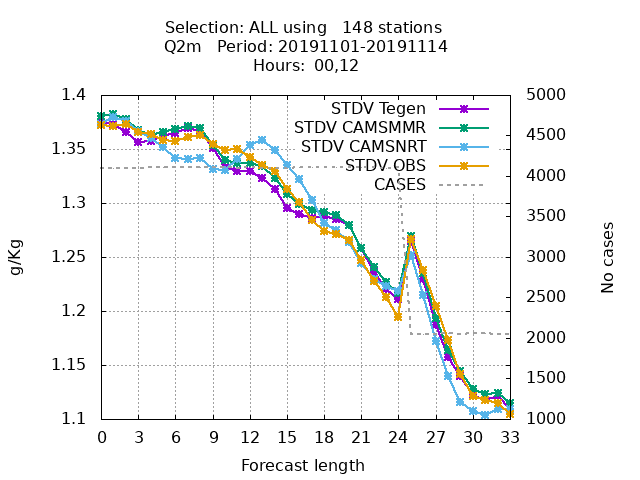 Selection: ALL using   148 stations
Q2m   Period: 20191101-20191114
Hours:  00,12
1.4
1.35
1.3
1.25
1.2
1.15
1.1
g/Kg
STDV Tegen
STDV CAMSMMR
STDV CAMSNRT
STDV OBS
CASES
5000
4500
4000
3500
3000
2500
2000
1500
1000
No cases
0 3 6 9 12 15 18 21 24 27 30 33
Forecast length